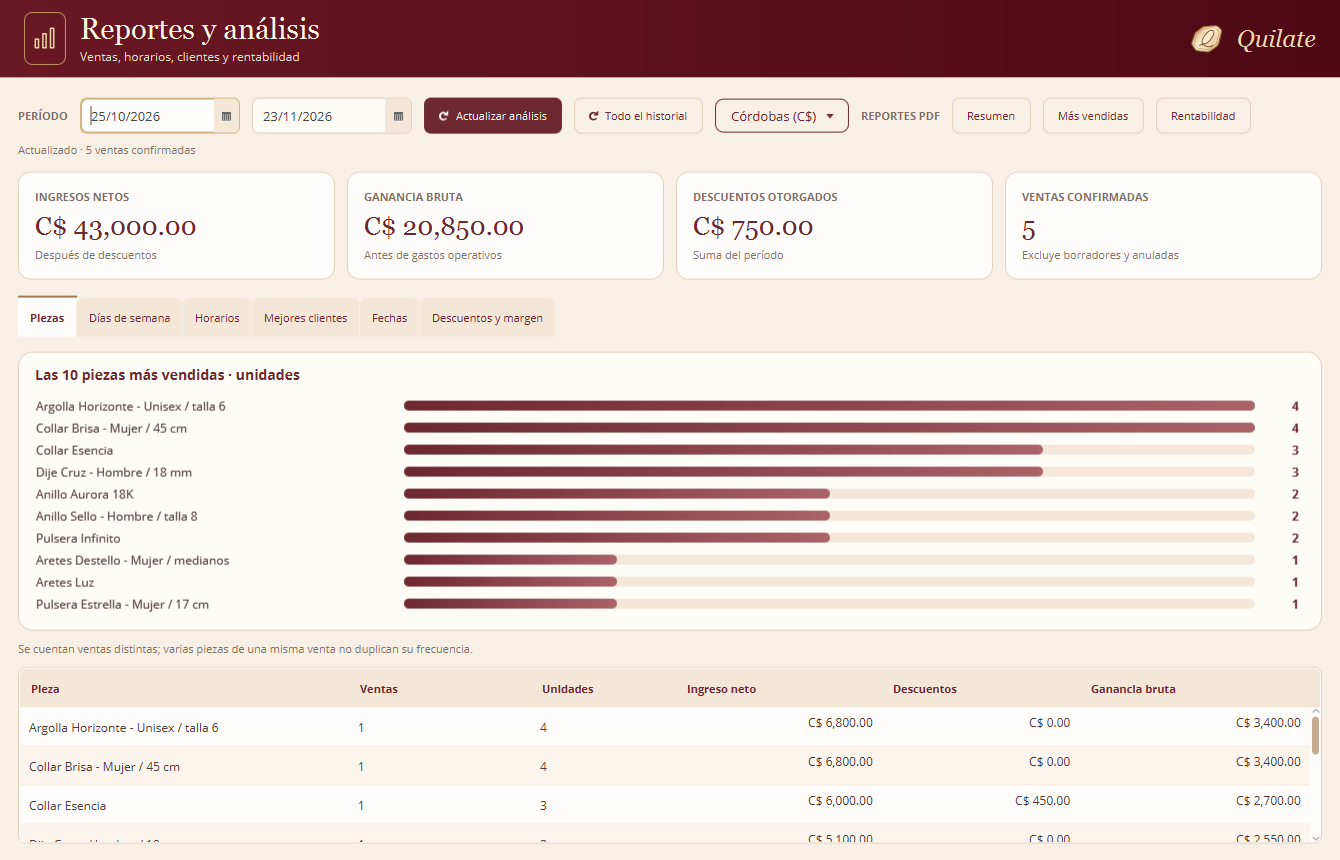 Reportes y análisis
Ventas, horarios, clientes y rentabilidad
Quilate
PERÍODO 25/10/2026 23/11/2026 Actualizar análisis Todo el historial Córdobas (C$) REPORTES PDF Resumen Más vendidas Rentabilidad
Actualizado · 5 ventas confirmadas
INGRESOS NETOS
C$ 43,000.00
Después de descuentos
GANANCIA BRUTA
C$ 20,850.00
Antes de gastos operativos
DESCUENTOS OTORGADOS
C$ 750.00
Suma del período
VENTAS CONFIRMADAS
5
Excluye borradores y anuladas
Piezas Días de semana Horarios Mejores clientes Fechas Descuentos y margen
Las 10 piezas más vendidas · unidades
Argolla Horizonte - Unisex / talla 6 4
Collar Brisa - Mujer / 45 cm 4
Collar Esencia 3
Dije Cruz - Hombre / 18 mm 3
Anillo Aurora 18K 2
Anillo Sello - Hombre / talla 8 2
Pulsera Infinito 2
Aretes Destello - Mujer / medianos 1
Aretes Luz 1
Pulsera Estrella - Mujer / 17 cm 1
Se cuentan ventas distintas; varias piezas de una misma venta no duplican su frecuencia.
Pieza Ventas Unidades Ingreso neto Descuentos Ganancia bruta
Argolla Horizonte - Unisex / talla 6 1 4 C$ 6,800.00 C$ 0.00 C$ 3,400.00
Collar Brisa - Mujer / 45 cm 1 4 C$ 6,800.00 C$ 0.00 C$ 3,400.00
Collar Esencia 1 3 C$ 6,000.00 C$ 450.00 C$ 2,700.00
C$ 5,100.00 C$ 0.00 C$ 2,550.00